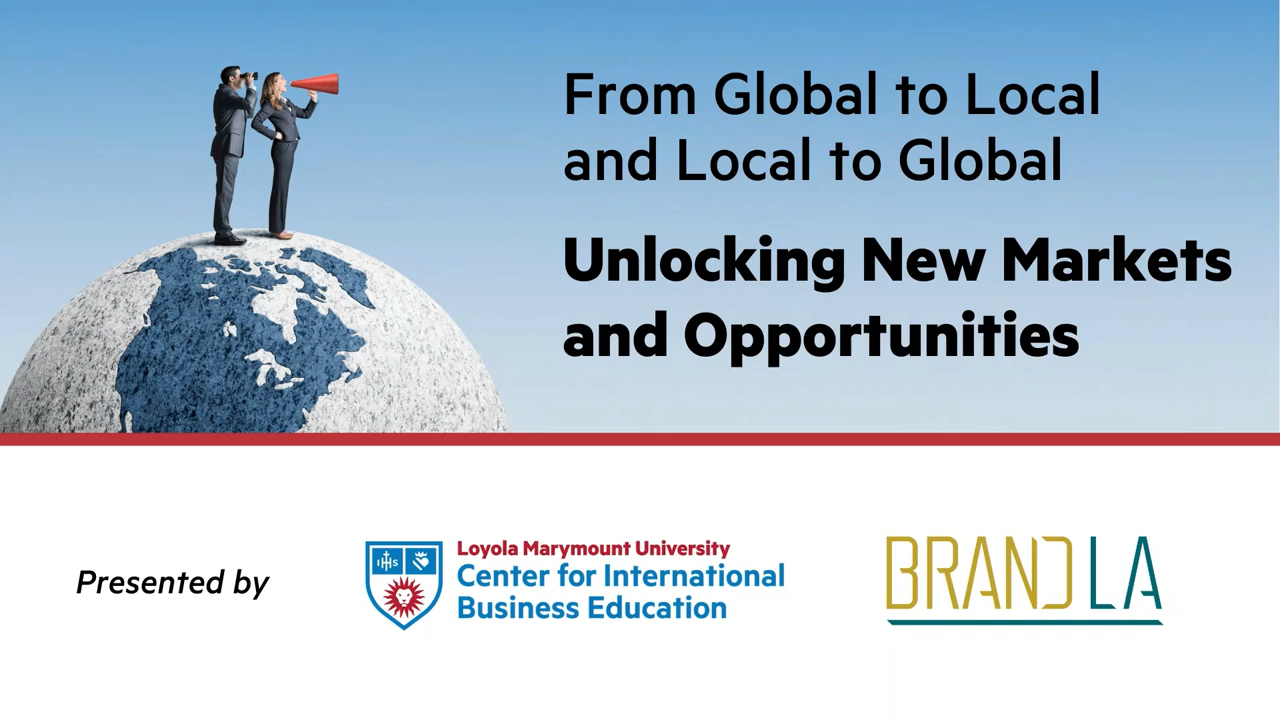 From Global to Local
and Local to Global
Unlocking New Markets
and Opportunities
Presented by
IHS
Loyola Marymount University
Center for International
Business Education
BRAND LA